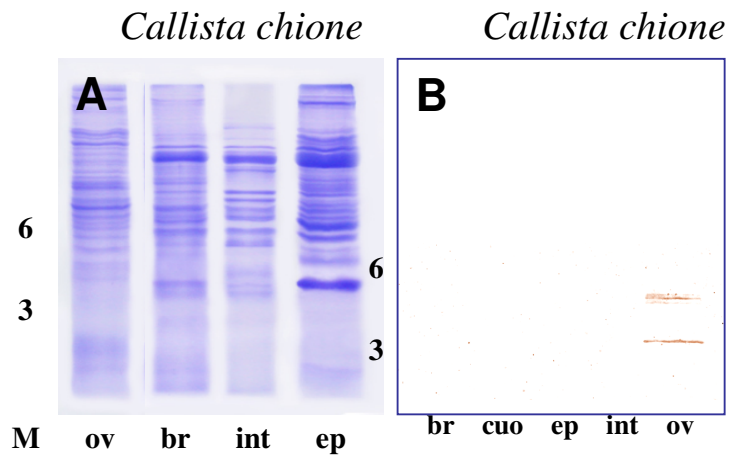 Callista chione Callista chione
A B
6
6
3
3
M ov br int ep
br cuo ep int ov